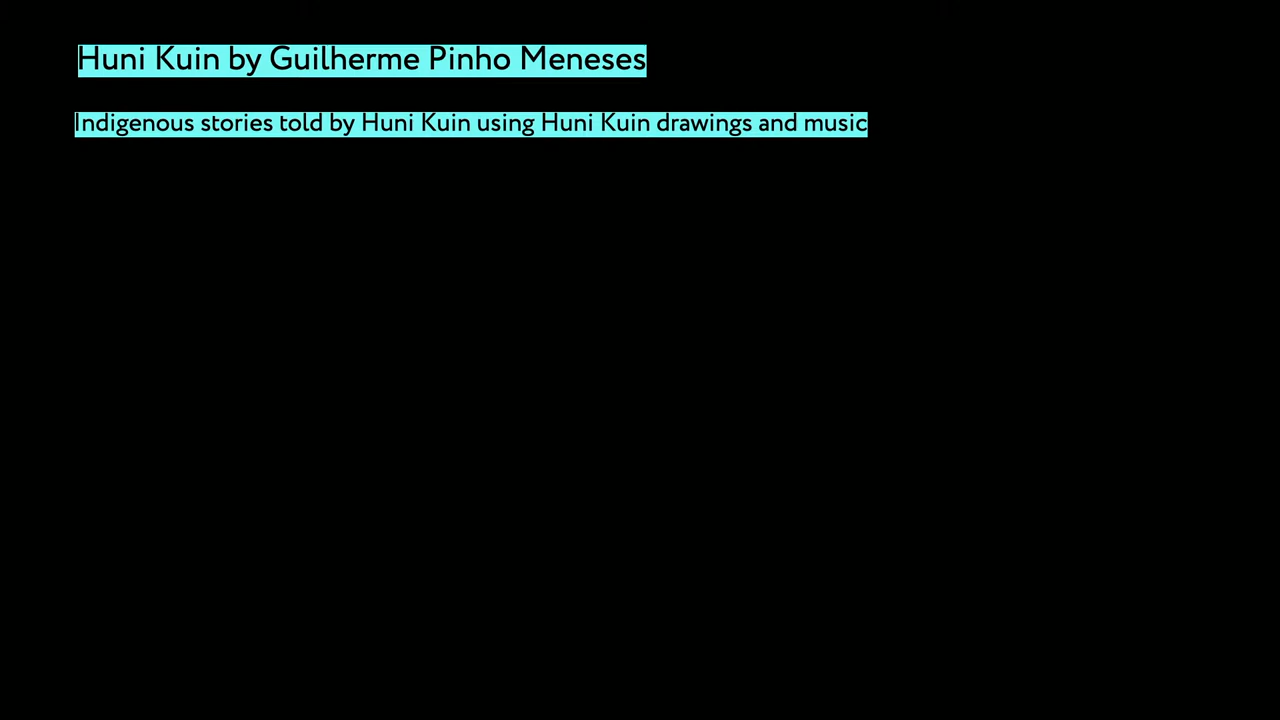 Huni Kuin by Guilherme Pinho Meneses
Indigenous stories told by Huni Kuin using Huni Kuin drawings and music